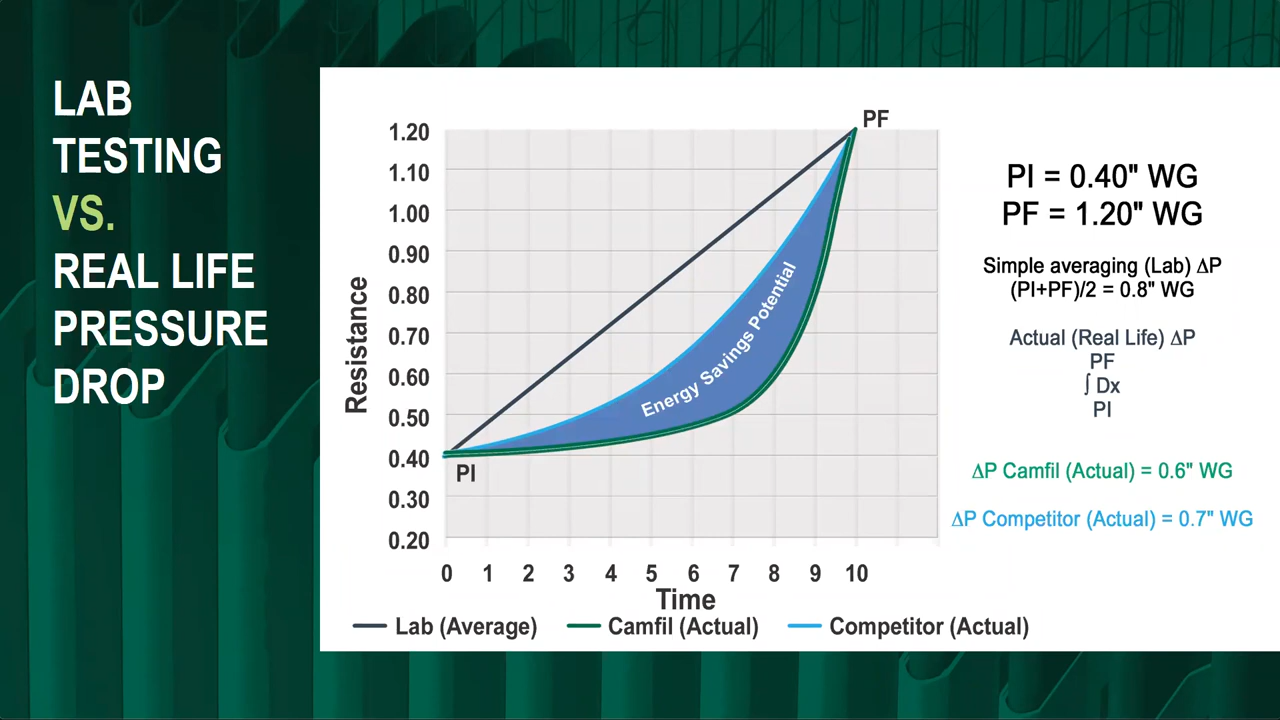 LAB
TESTING
VS.
REAL LIFE
PRESSURE
DROP
PF
1.20
1.10
1.00
0.90
0.80
0.70
0.60
0.50
0.40
0.30
0.20
Resistance
Energy Savings Potential
PI
0 1 2 3 4 5 6 7 8 9 10
Time
Lab (Average) Camfil (Actual) Competitor (Actual)
PI = 0.40" WG
PF = 1.20" WG
Simple averaging (Lab) ∆P
(PI+PF)/2 = 0.8" WG
Actual (Real Life) ∆P
PF
∫ Dx
PI
∆P Camfil (Actual) = 0.6" WG
∆P Competitor (Actual) = 0.7" WG